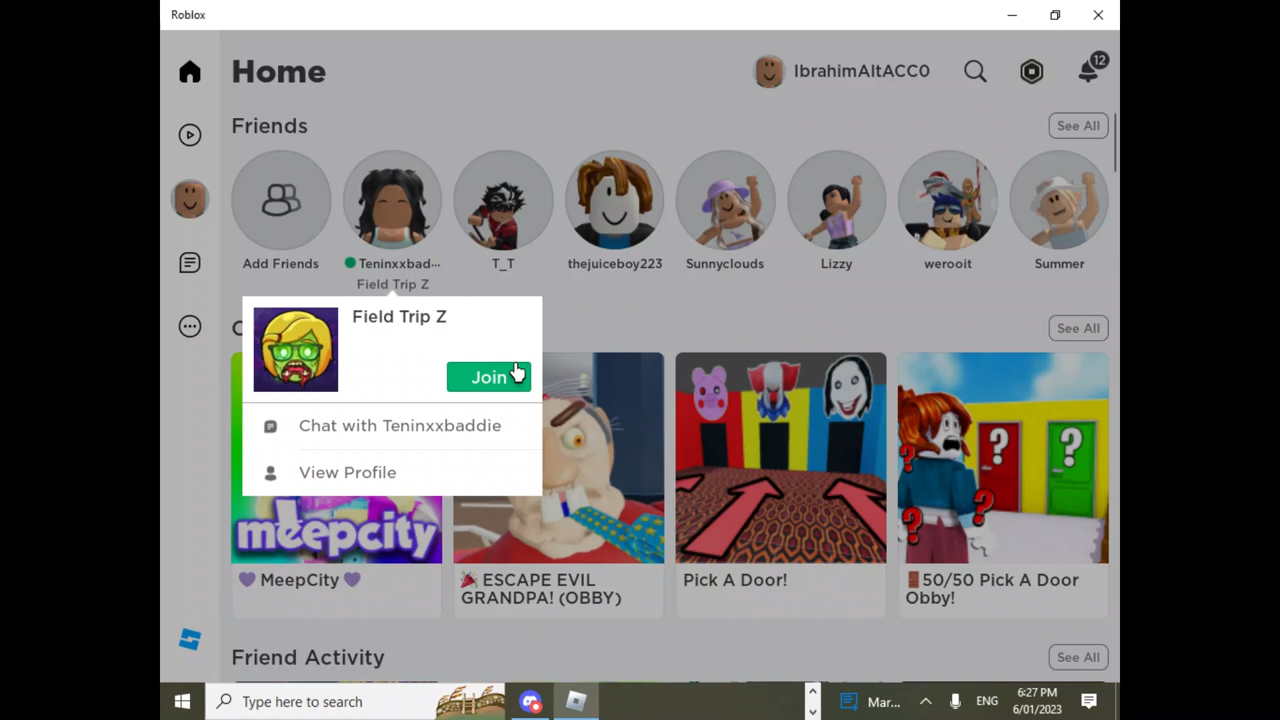 Roblox
Home
IbrahimAltACC0
12
Friends
See All
Add Friends
Teninxxbad...
T_T
thejuiceboy223
Sunnyclouds
Lizzy
werooit
Summer
Field Trip Z
Field Trip Z
See All
Join
Chat with Teninxxbaddie
View Profile
meepcity
? ?
? ? ?
💜 MeepCity 💜
🎉 ESCAPE EVIL
GRANDPA! (OBBY)
Pick A Door!
🚪50/50 Pick A Door
Obby!
Friend Activity
See All
Type here to search
Mar...
ENG
6:27 PM
6/01/2023